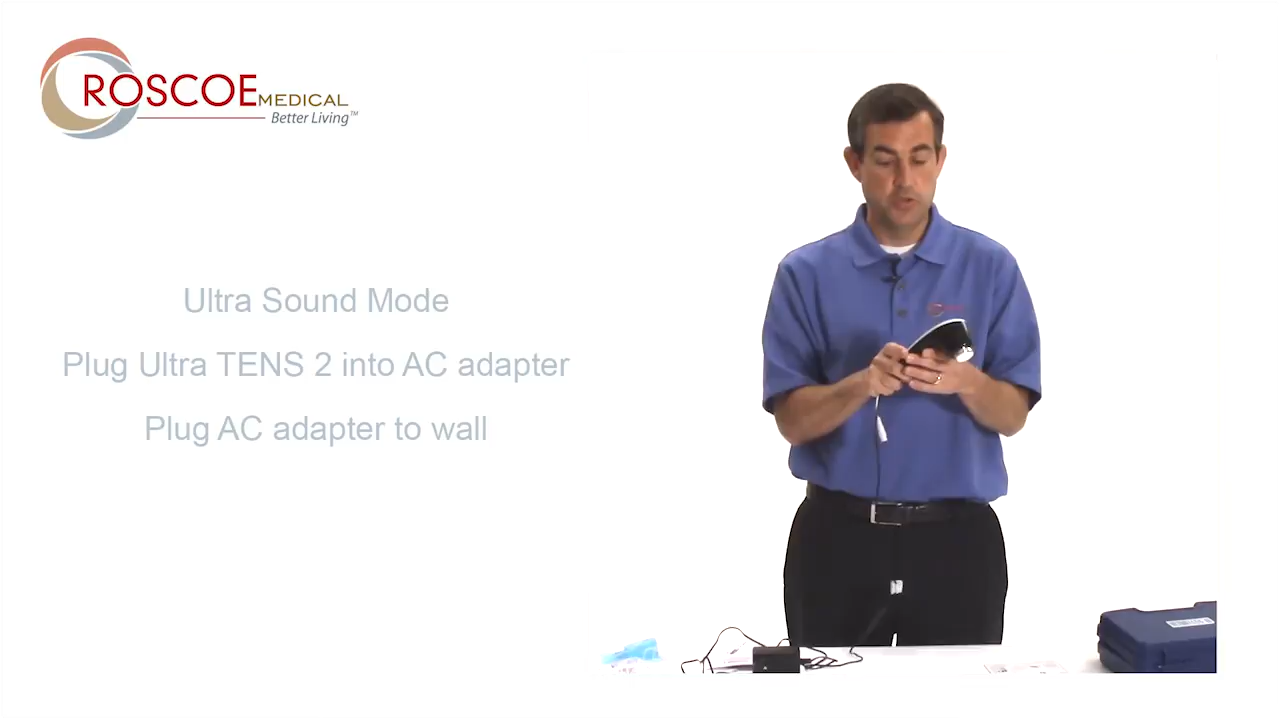 ROSCOE MEDICAL
Better Living™
Ultra Sound Mode
Plug Ultra TENS 2 into AC adapter
Plug AC adapter to wall